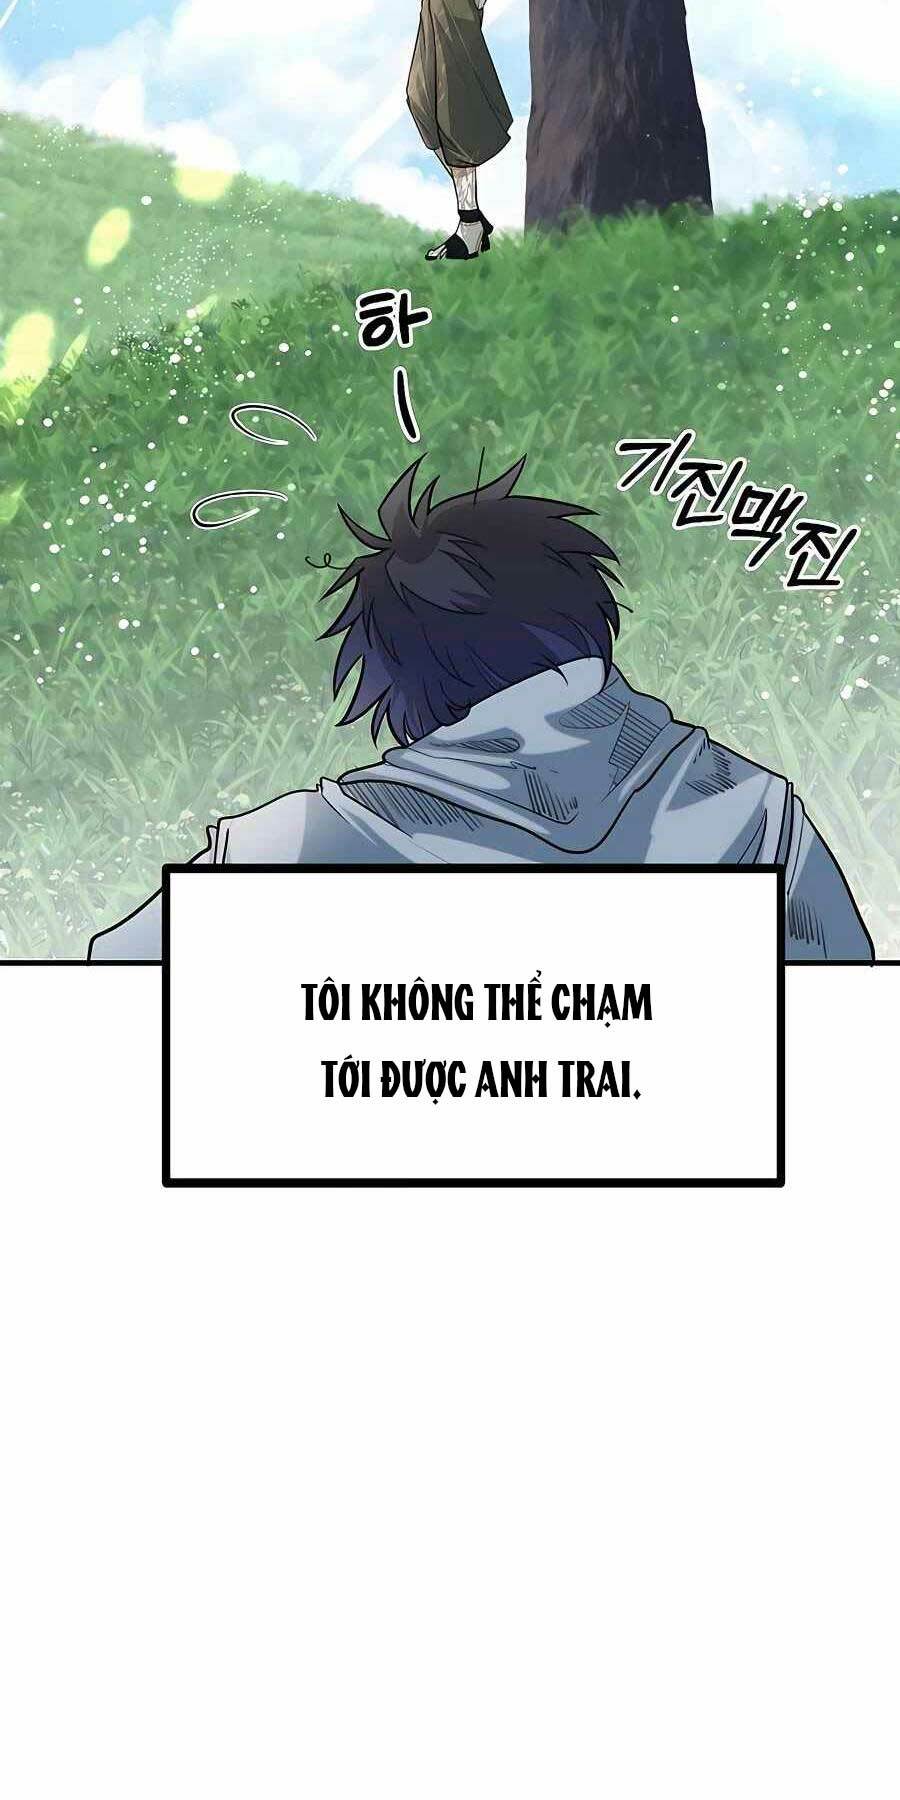 하
기진맥진
TÔI KHÔNG THỂ CHẠM
TỚI ĐƯỢC ANH TRAI.